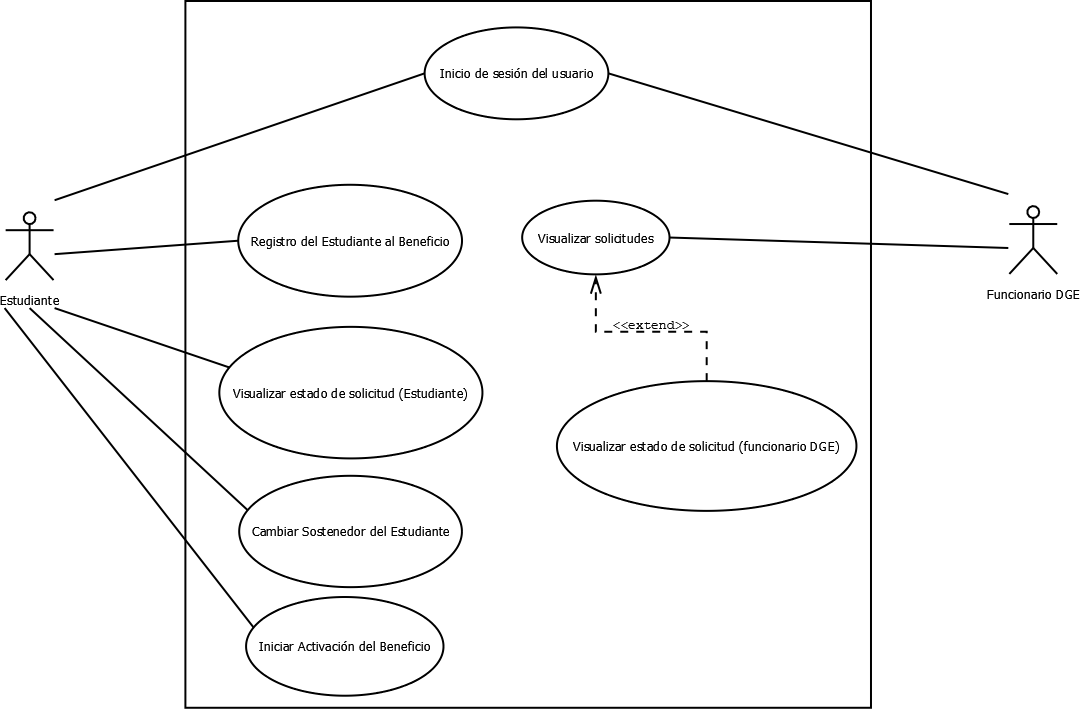 Inicio de sesión del usuario
Registro del Estudiante al Beneficio
Visualizar solicitudes
Estudiante
Funcionario DGE
<<extend>>
Visualizar estado de solicitud (Estudiante)
Visualizar estado de solicitud (funcionario DGE)
Cambiar Sostenedor del Estudiante
Iniciar Activación del Beneficio